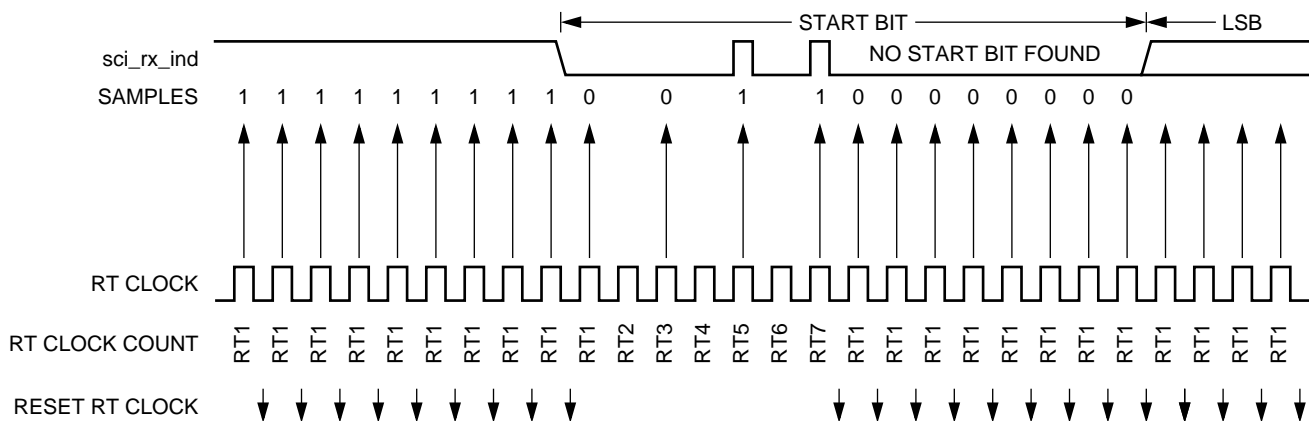 START BIT LSB
sci_rx_ind NO START BIT FOUND
SAMPLES 1 1 1 1 1 1 1 1 1 0 0 1 1 0 0 0 0 0 0 0 0
RT CLOCK
RT CLOCK COUNT RT1 RT1 RT1 RT1 RT1 RT1 RT1 RT1 RT1 RT1 RT2 RT3 RT4 RT5 RT6 RT7 RT1 RT1 RT1 RT1 RT1 RT1 RT1 RT1 RT1 RT1 RT1 RT1
RESET RT CLOCK